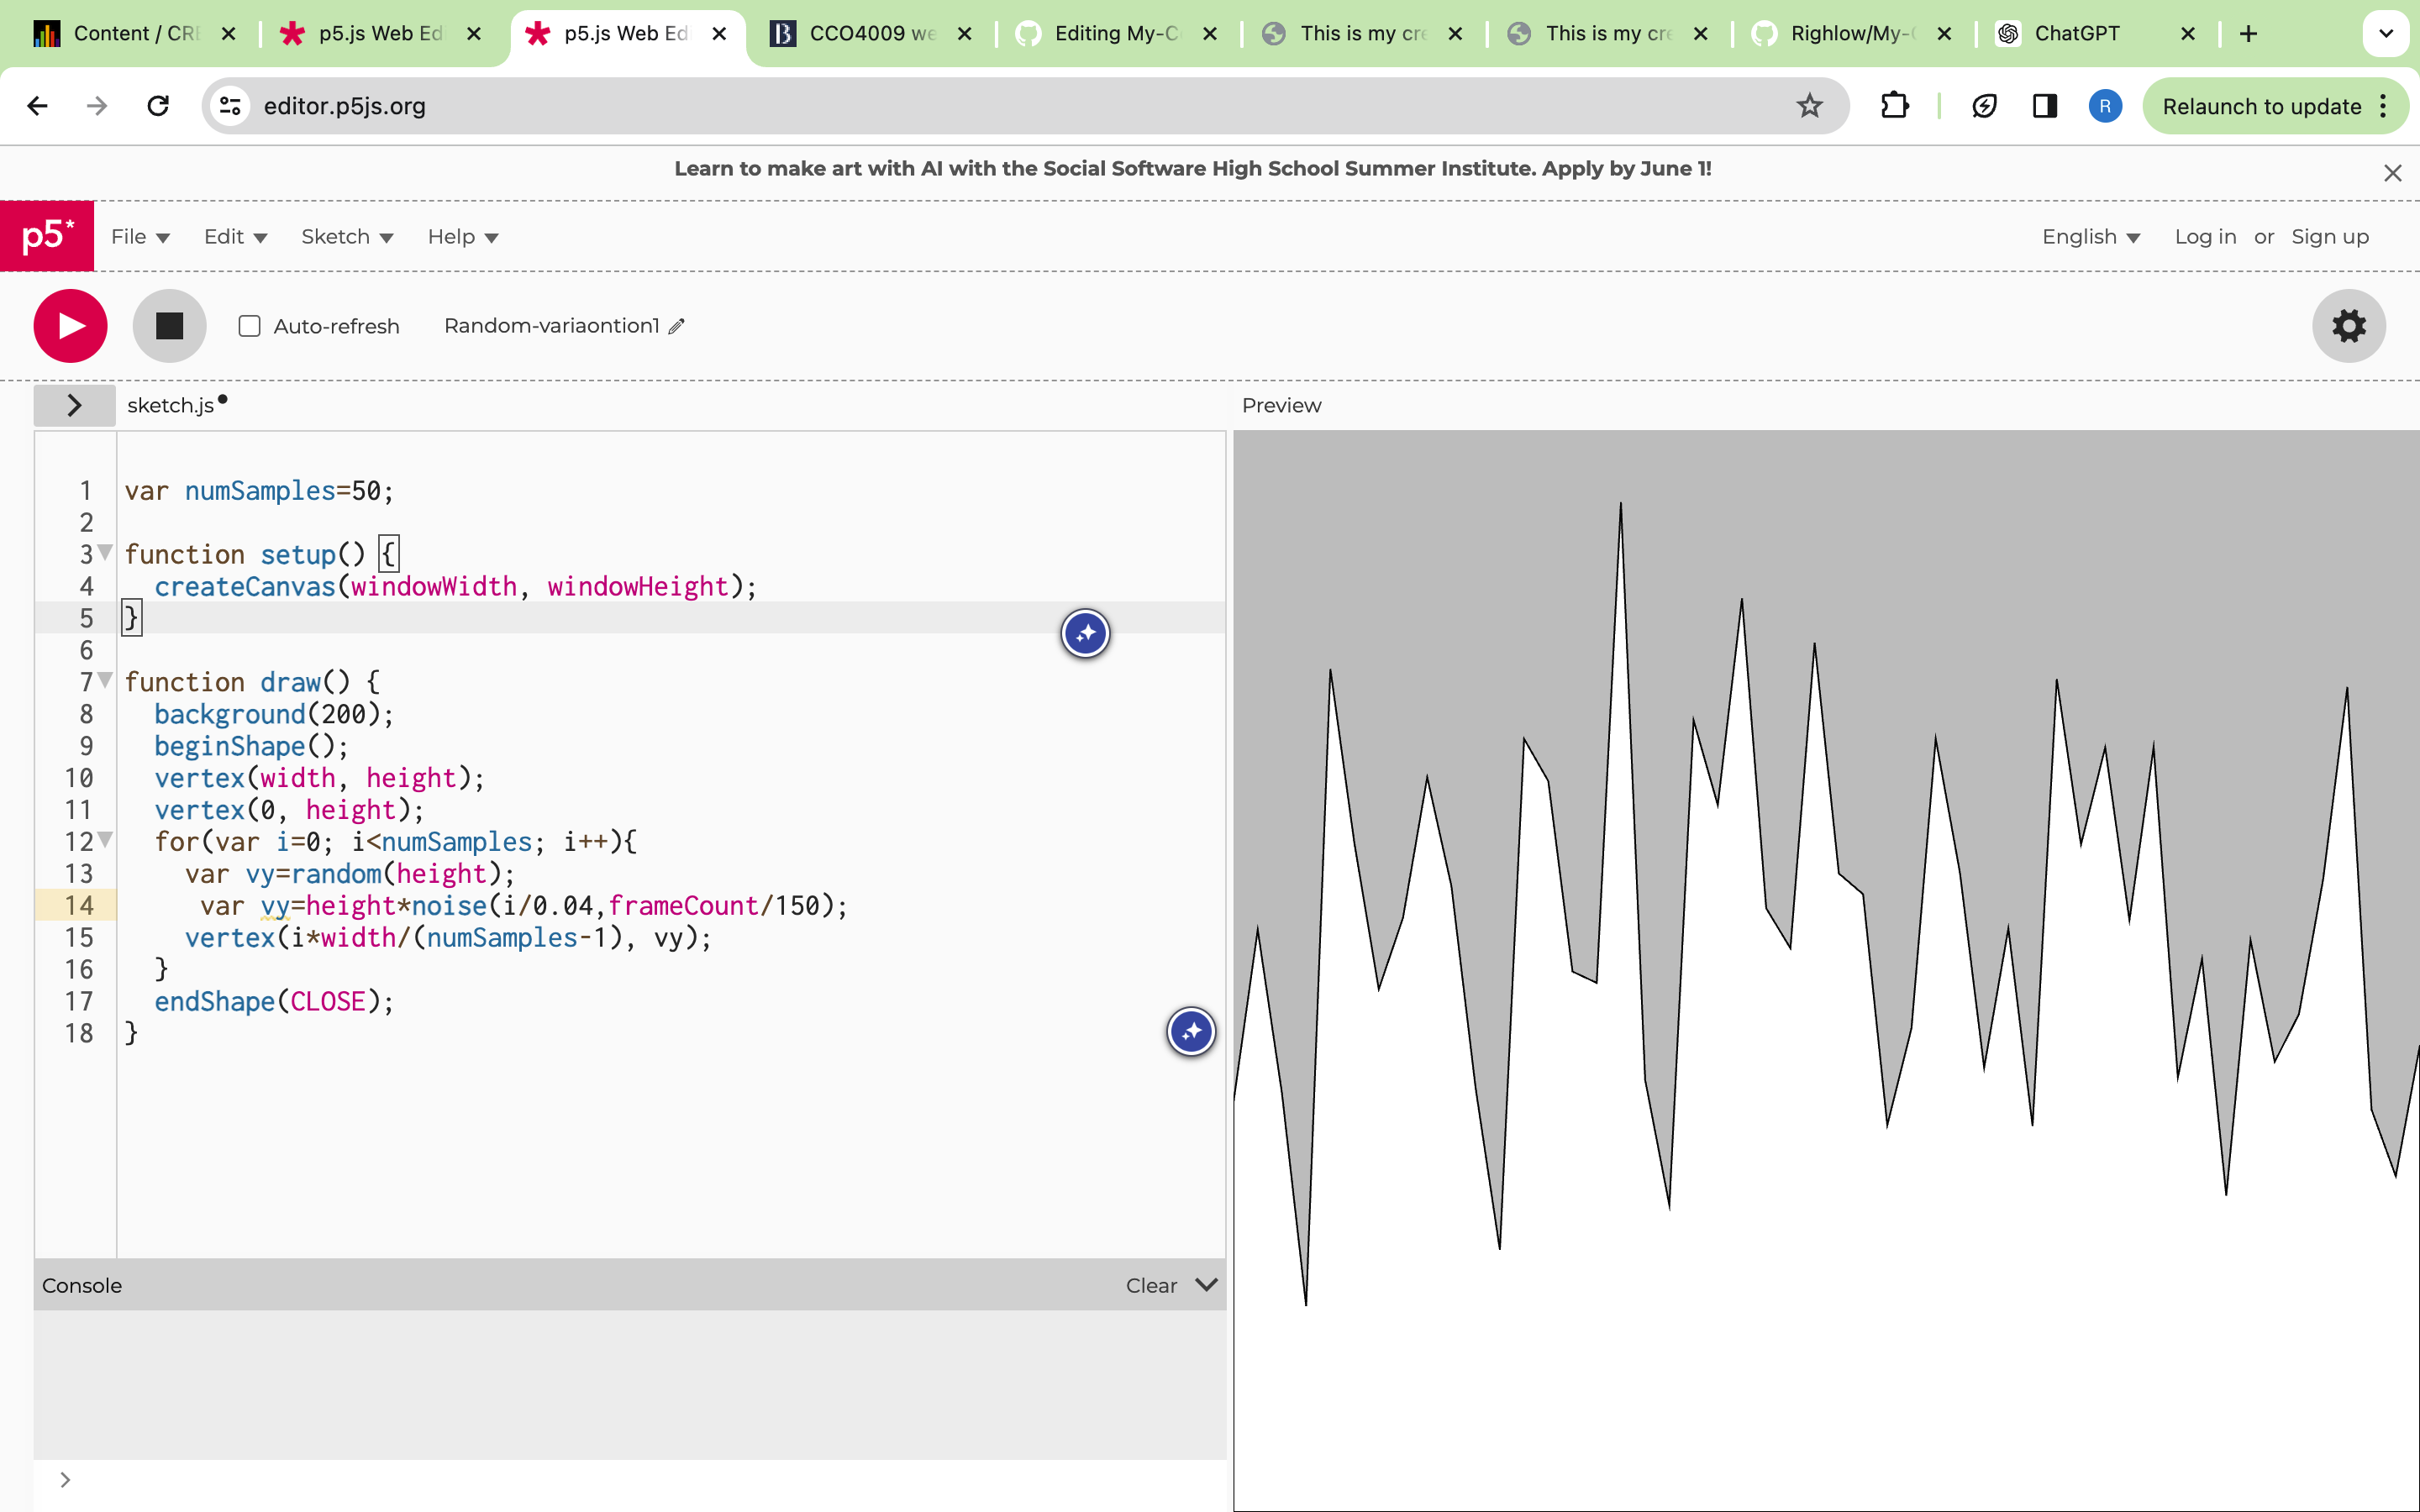 Content / CRE
p5.js Web Ed
p5.js Web Ed
CCO4009 we
Editing My-C
This is my cre
This is my cre
Righlow/My-C
ChatGPT
editor.p5js.org
R
Relaunch to update
Learn to make art with AI with the Social Software High School Summer Institute. Apply by June 1!
p5* File Edit Sketch Help English Log in or Sign up
Auto-refresh Random-variaontion1
sketch.js
Preview
1 var numSamples=50;
2
3 function setup() {
4 createCanvas(windowWidth, windowHeight);
5 }
6
7 function draw() {
8 background(200);
9 beginShape();
10 vertex(width, height);
11 vertex(0, height);
12 for(var i=0; i<numSamples; i++){
13 var vy=random(height);
14 var vy=height*noise(i/0.04,frameCount/150);
15 vertex(i*width/(numSamples-1), vy);
16 }
17 endShape(CLOSE);
18 }
Console Clear
>